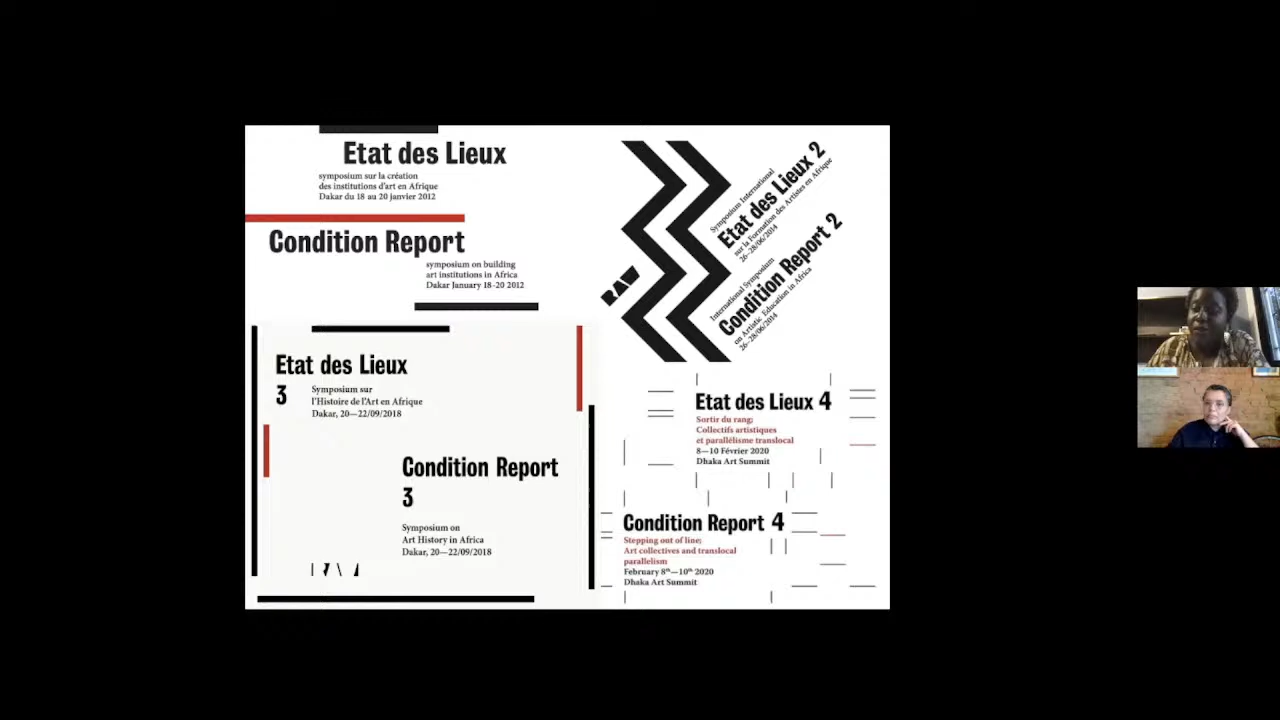 Etat des Lieux
symposium sur la création
des institutions d'art en Afrique
Dakar du 18 au 20 janvier 2012
Condition Report
symposium on building
art institutions in Africa
Dakar January 18-20 2012
Symposium International
Etat des Lieux 2
sur la Formation des Artistes en Afrique
26-28/06/2014
International Symposium
Condition Report 2
on Artistic Education in Africa
26-28/06/2014
RAW
Etat des Lieux
3
Symposium sur
l'Histoire de l'Art en Afrique
Dakar, 20—22/09/2018
Condition Report
3
Symposium on
Art History in Africa
Dakar, 20—22/09/2018
Etat des Lieux 4
Sortir du rang;
Collectifs artistiques
et parallélisme translocal
8—10 Février 2020
Dhaka Art Summit
Condition Report 4
Stepping out of line;
Art collectives and translocal
parallelism
February 8th—10th 2020
Dhaka Art Summit